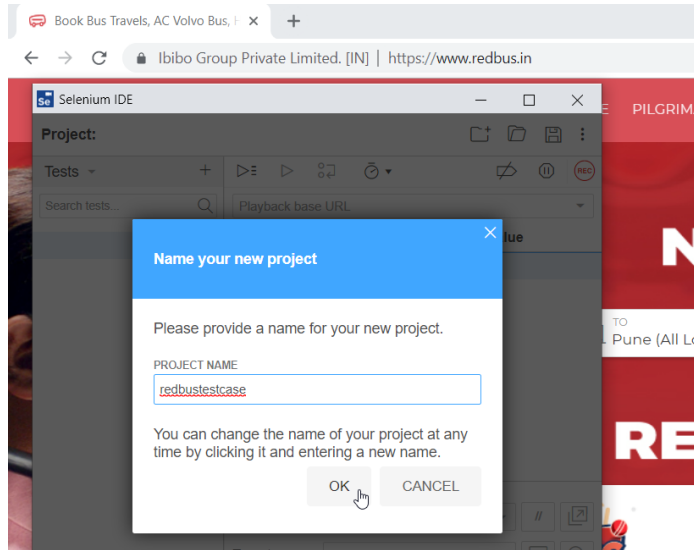 Book Bus Travels, AC Volvo Bus, H
Ibibo Group Private Limited. [IN] | https://www.redbus.in
Se Selenium IDE
PILGRIM
Project:
Tests
REC
Search tests...
Playback base URL
lue
Name your new project
Please provide a name for your new project.
PROJECT NAME
redbustestcase
You can change the name of your project at any
time by clicking it and entering a new name.
OK CANCEL
//
TO
Pune (All Lo
N
RE